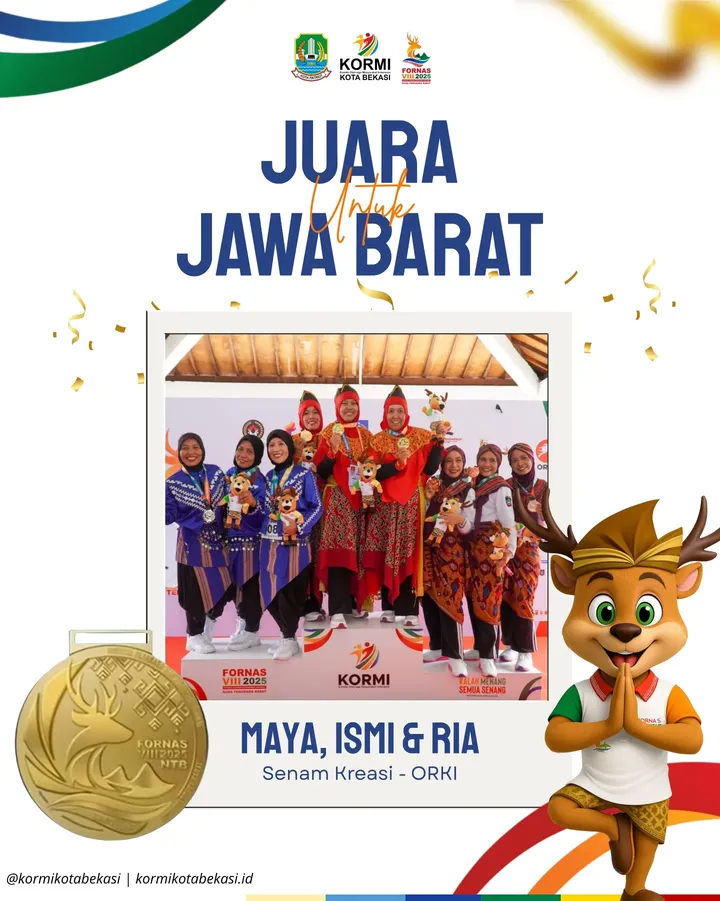 KORMI
KOTA BEKASI
FORNAS
VIII 2025
JUARA
Untuk
JAWA BARAT
FORNAS
VIII 2025
KORMI
KALAH MENANG
SEMUA SENANG
FORNAS
VIII 2025
NTB
MAYA, ISMI & RIA
Senam Kreasi - ORKI
@kormikotabekasi | kormikotabekasi.id